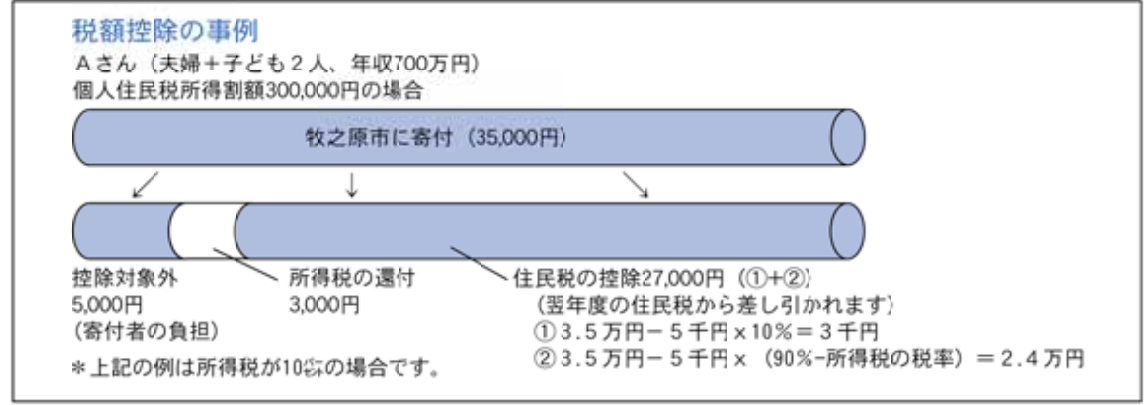 税額控除の事例
Aさん（夫婦＋子ども２人、年収700万円）
個人住民税所得割額300,000円の場合
牧之原市に寄付（35,000円）
控除対象外
5,000円
（寄付者の負担）
所得税の還付
3,000円
住民税の控除27,000円（①+②）
（翌年度の住民税から差し引かれます）
①３.５万円－５千円×10%＝３千円
②３.５万円－５千円×（90%-所得税の税率）＝２.４万円
＊上記の例は所得税が10㌫の場合です。